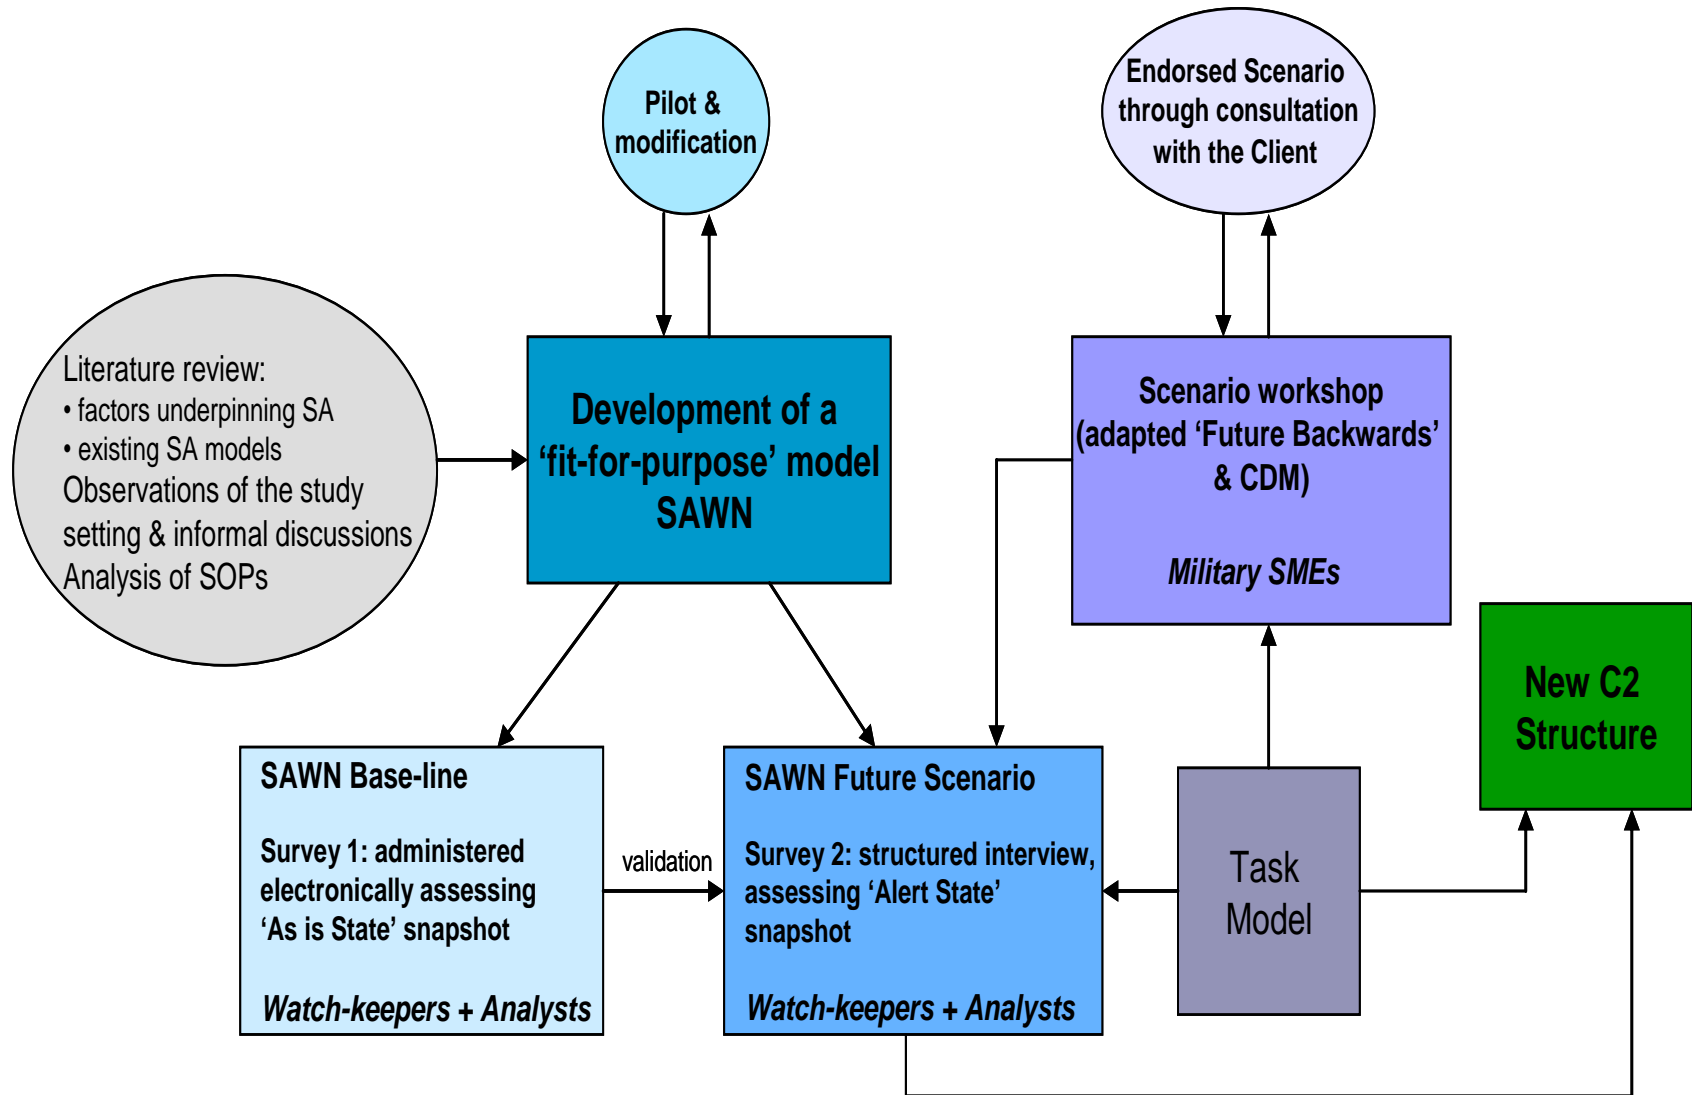 Pilot &
modification
Endorsed Scenario
through consultation
with the Client
Literature review:
• factors underpinning SA
• existing SA models
Observations of the study
setting & informal discussions
Analysis of SOPs
Development of a
‘fit-for-purpose’ model
SAWN
Scenario workshop
(adapted ‘Future Backwards’
& CDM)
Military SMEs
New C2
Structure
SAWN Base-line
Survey 1: administered
electronically assessing
‘As is State’ snapshot
Watch-keepers + Analysts
validation
SAWN Future Scenario
Survey 2: structured interview,
assessing ‘Alert State’
snapshot
Watch-keepers + Analysts
Task
Model